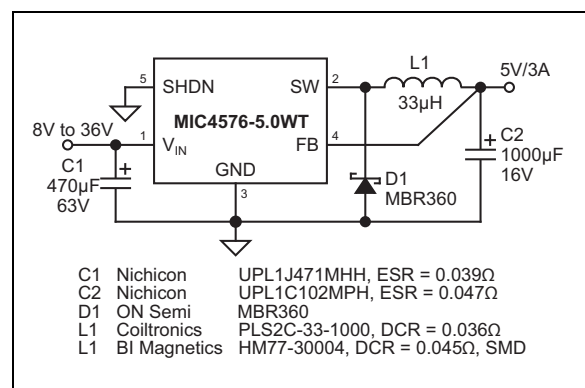 L1
5V/3A
5
SHDN
SW
2
33µH
MIC4576-5.0WT
8V to 36V
1
VIN
FB
4
C1
470µF
63V
+
GND
3
D1
MBR360
+
C2
1000µF
16V
C1 Nichicon UPL1J471MHH, ESR = 0.039Ω
C2 Nichicon UPL1C102MPH, ESR = 0.047Ω
D1 ON Semi MBR360
L1 Coiltronics PLS2C-33-1000, DCR = 0.036Ω
L1 BI Magnetics HM77-30004, DCR = 0.045Ω, SMD